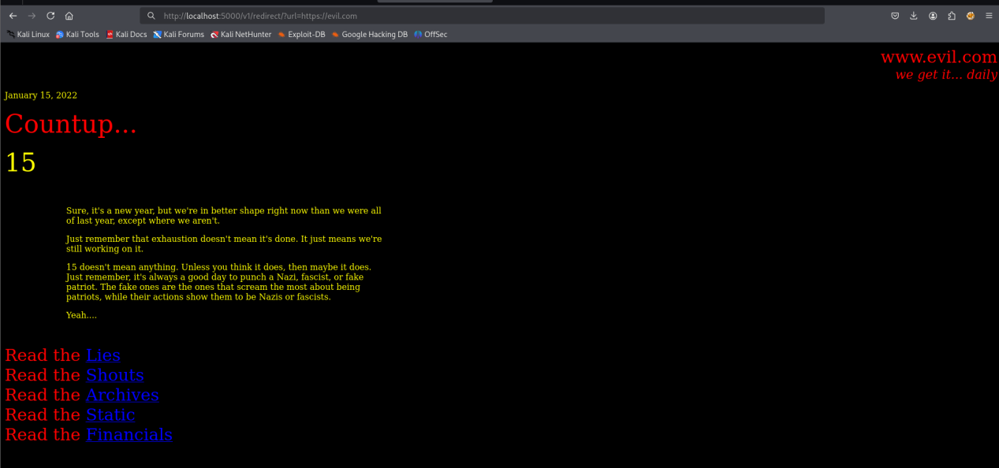 http://localhost:5000/v1/redirect/?url=https://evil.com
Kali Linux Kali Tools Kali Docs Kali Forums Kali NetHunter Exploit-DB Google Hacking DB OffSec
www.evil.com
we get it... daily
January 15, 2022
Countup...
15
Sure, it's a new year, but we're in better shape right now than we were all
of last year, except where we aren't.
Just remember that exhaustion doesn't mean it's done. It just means we're
still working on it.
15 doesn't mean anything. Unless you think it does, then maybe it does.
Just remember, it's always a good day to punch a Nazi, fascist, or fake
patriot. The fake ones are the ones that scream the most about being
patriots, while their actions show them to be Nazis or fascists.
Yeah....
Read the Lies
Read the Shouts
Read the Archives
Read the Static
Read the Financials